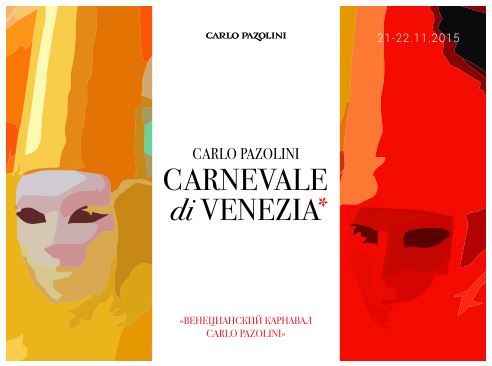 CARLO PAZOLINI
21-22.11.2015
CARLO PAZOLINI
CARNEVALE
di VENEZIA*
«ВЕНЕЦИАНСКИЙ КАРНАВАЛ
CARLO PAZOLINI»